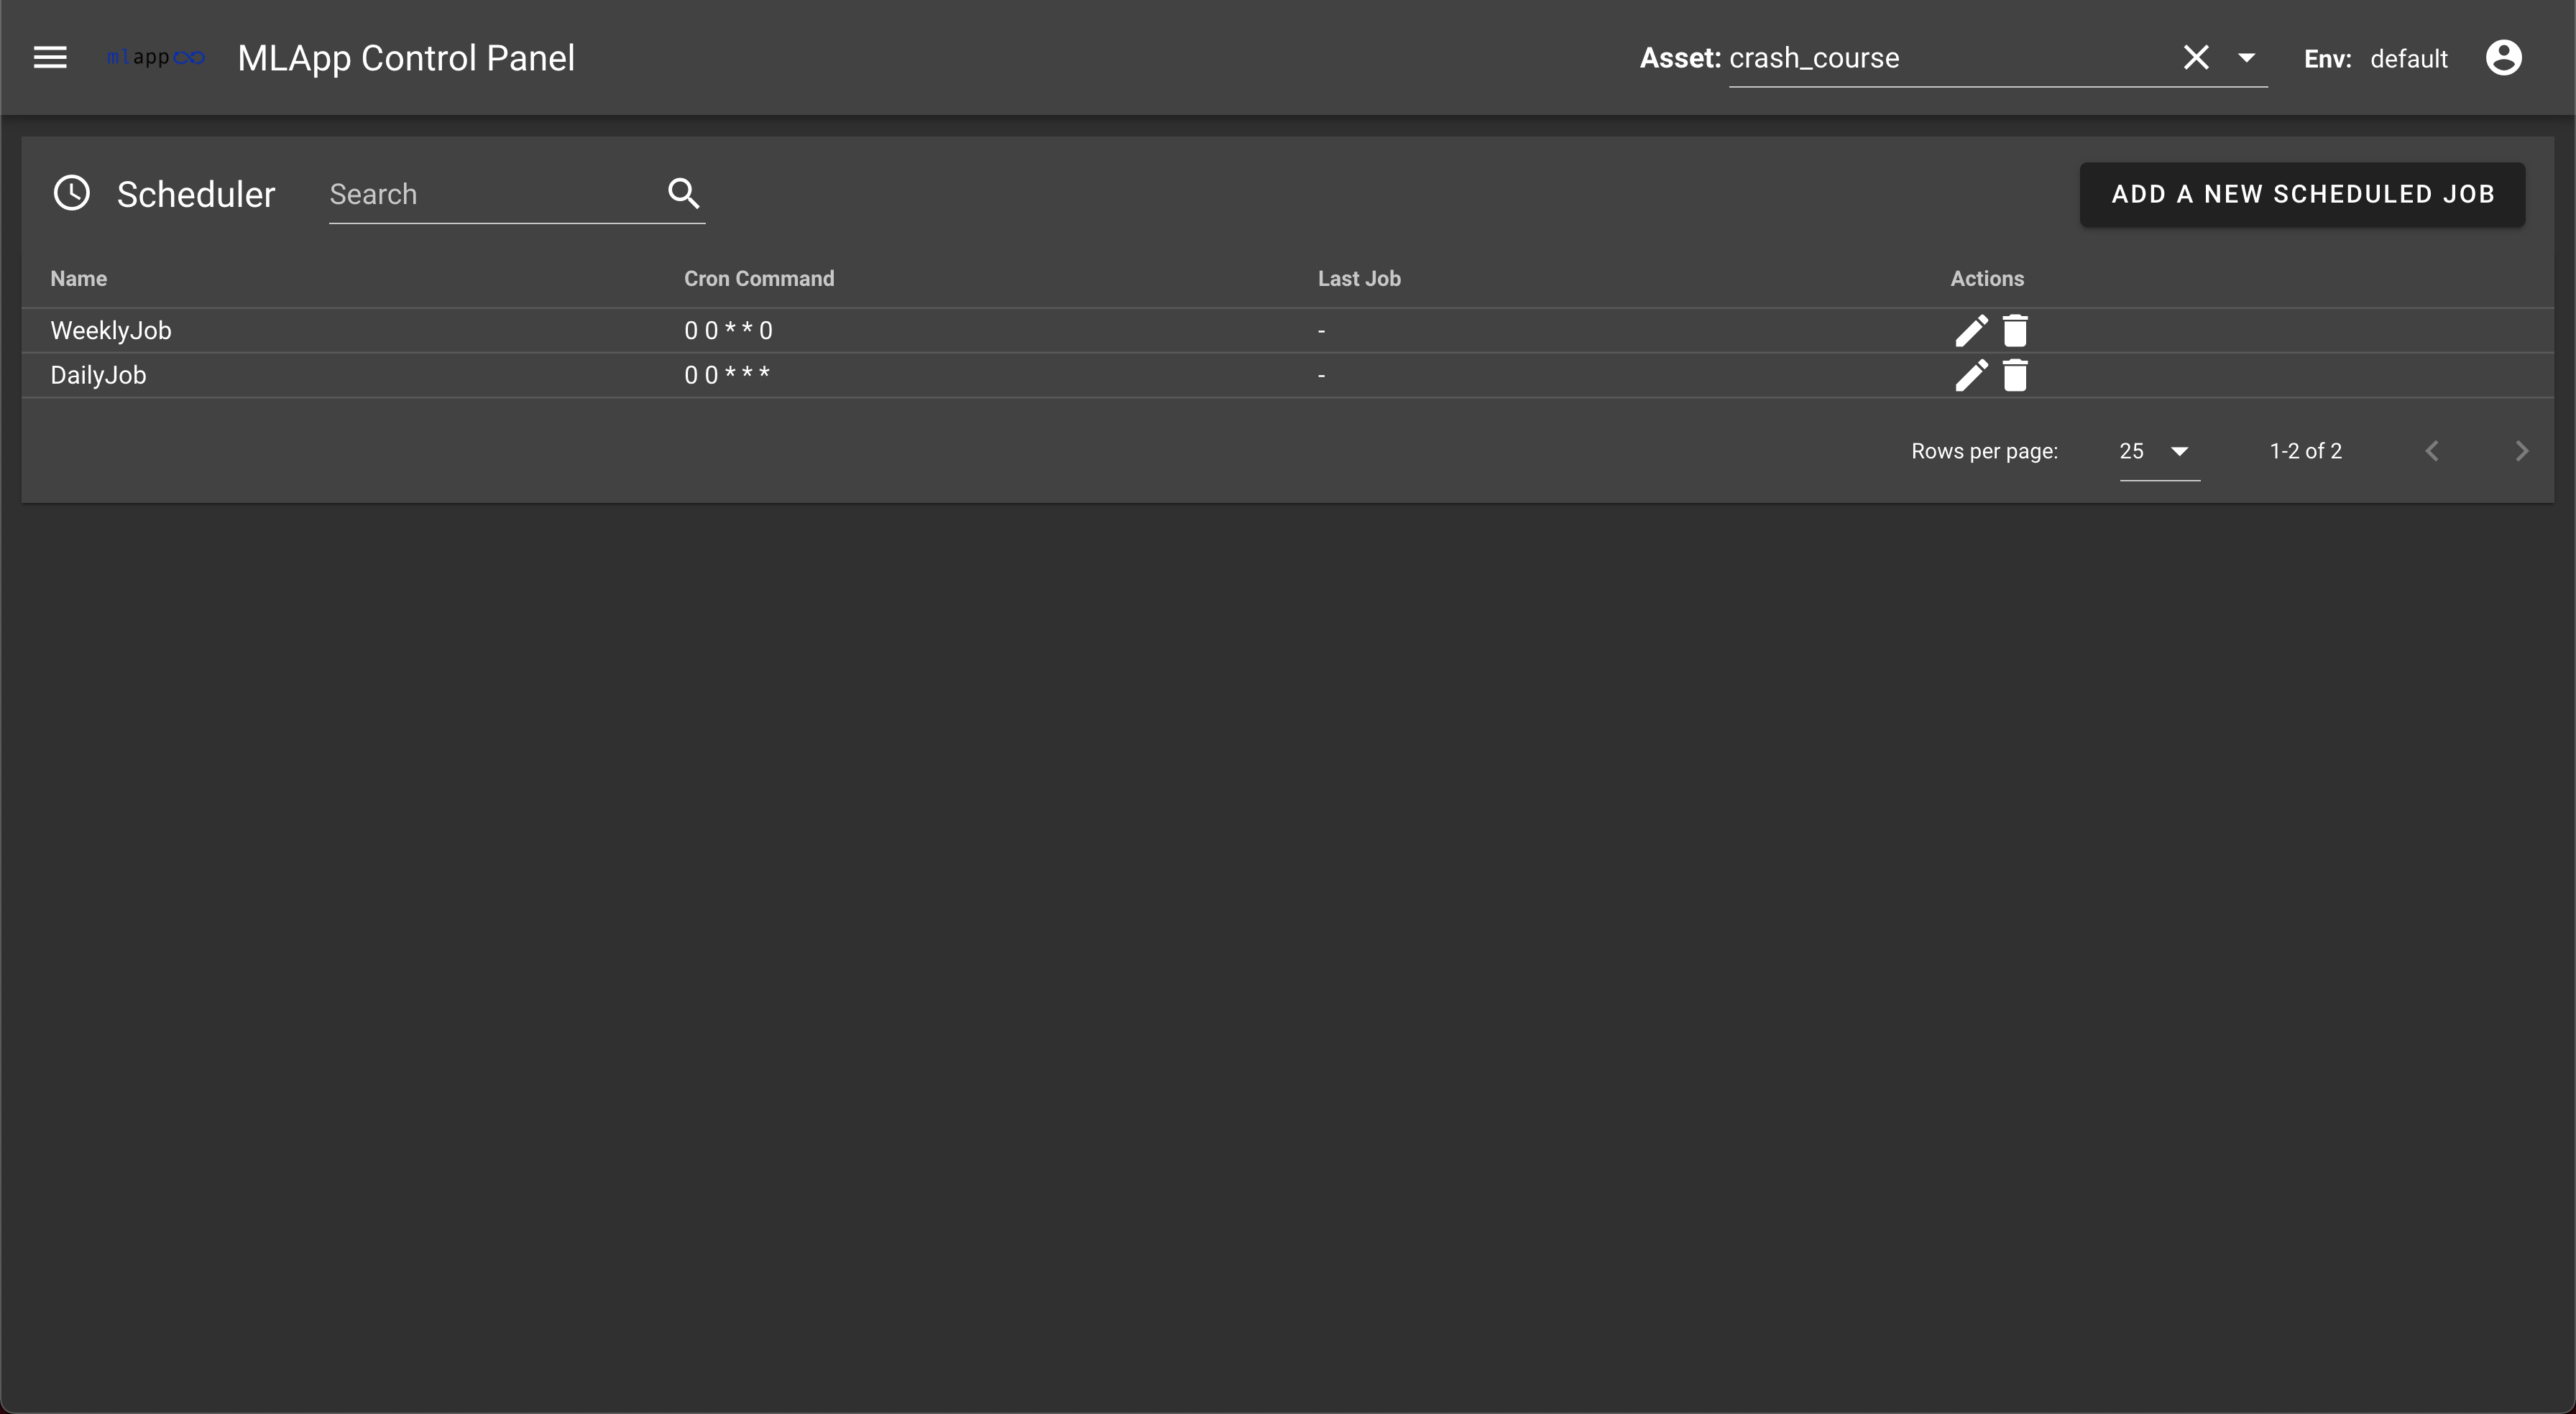 mlapp MLApp Control Panel Asset: crash_course Env: default
Scheduler Search ADD A NEW SCHEDULED JOB
Name Cron Command Last Job Actions
WeeklyJob 0 0 * * 0 -
DailyJob 0 0 * * * -
Rows per page: 25 1-2 of 2